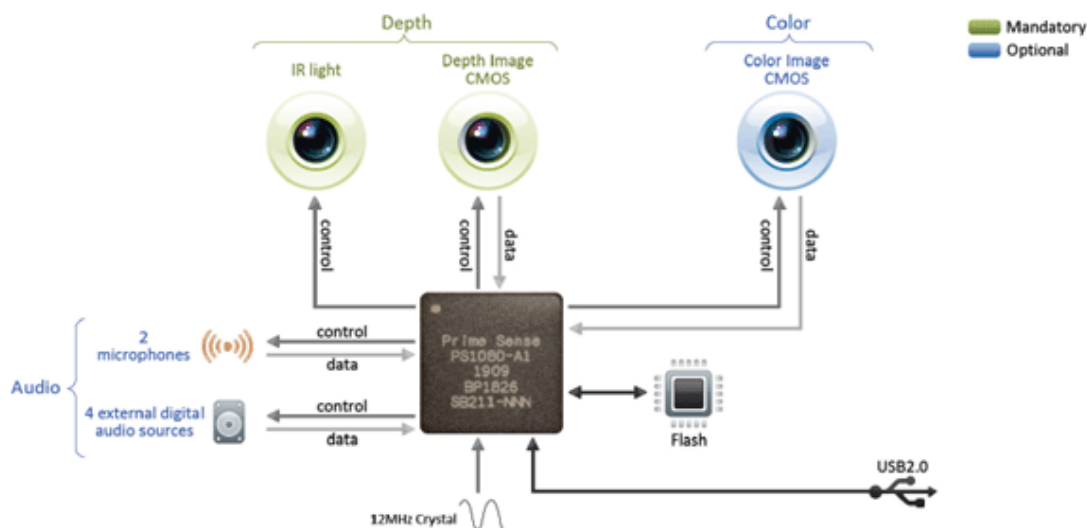 Depth
Color
Mandatory
Optional
IR light
Depth Image
CMOS
Color Image
CMOS
control
control
data
control
data
Prime Sense
PS1080-A1
1909
BP1826
SB211-NNN
2
microphones
control
data
Audio
4 external digital
audio sources
control
data
Flash
USB2.0
12MHz Crystal